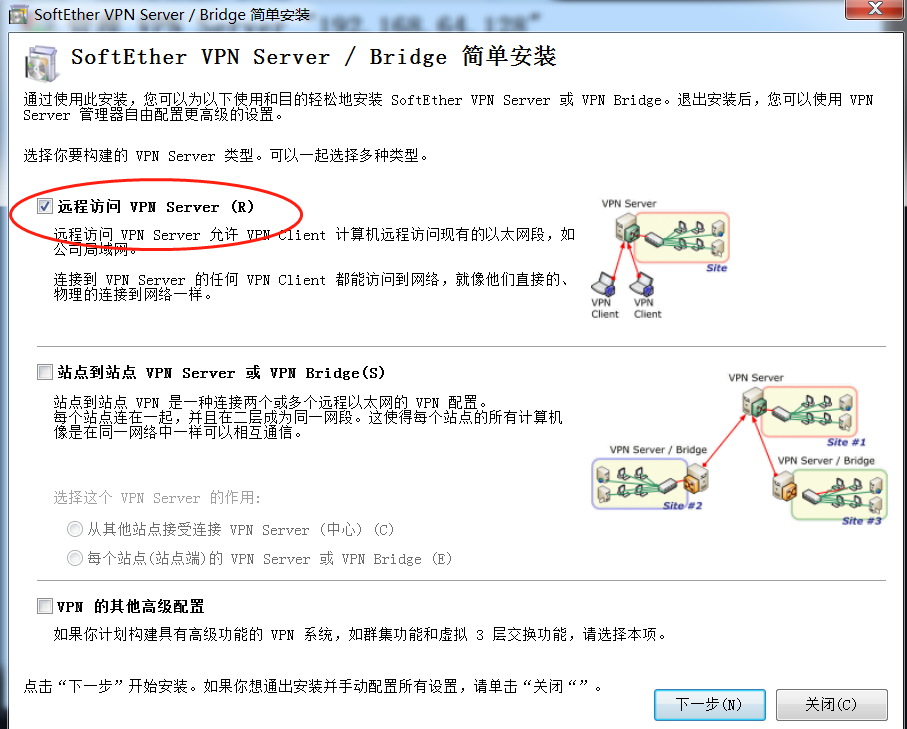 SoftEther VPN Server / Bridge 简单安装
192.168.64.128"
SoftEther VPN Server / Bridge 简单安装
通过使用此安装，您可以为以下使用和目的轻松地安装 SoftEther VPN Server 或 VPN Bridge。退出安装后，您可以使用 VPN
Server 管理器自由配置更高级的设置。
选择你要构建的 VPN Server 类型。可以一起选择多种类型。
远程访问 VPN Server (R)
远程访问 VPN Server 允许 VPN Client 计算机远程访问现有的以太网段，如
公司局域网。
连接到 VPN Server 的任何 VPN Client 都能访问到网络，就像他们直接的、
物理的连接到网络一样。
VPN Server
Site
VPN
Client
VPN
Client
站点到站点 VPN Server 或 VPN Bridge(S)
站点到站点 VPN 是一种连接两个或多个远程以太网的 VPN 配置。
每个站点连在一起，并且在二层成为同一网段。这使得每个站点的所有计算机
像是在同一网络中一样可以相互通信。
选择这个 VPN Server 的作用:
从其他站点接受连接 VPN Server (中心) (C)
每个站点(站点端)的 VPN Server 或 VPN Bridge (E)
VPN Server
Site #1
VPN Server / Bridge
Site #2
VPN Server / Bridge
Site #3
VPN 的其他高级配置
如果你计划构建具有高级功能的 VPN 系统，如群集功能和虚拟 3 层交换功能，请选择本项。
点击“下一步”开始安装。如果你想通出安装并手动配置所有设置，请单击“关闭“”。
下一步(N)
关闭(C)